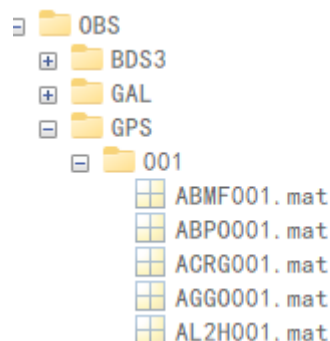 OBS
BDS3
GAL
GPS
001
ABMF001.mat
ABPO001.mat
ACRG001.mat
AGGO001.mat
AL2H001.mat